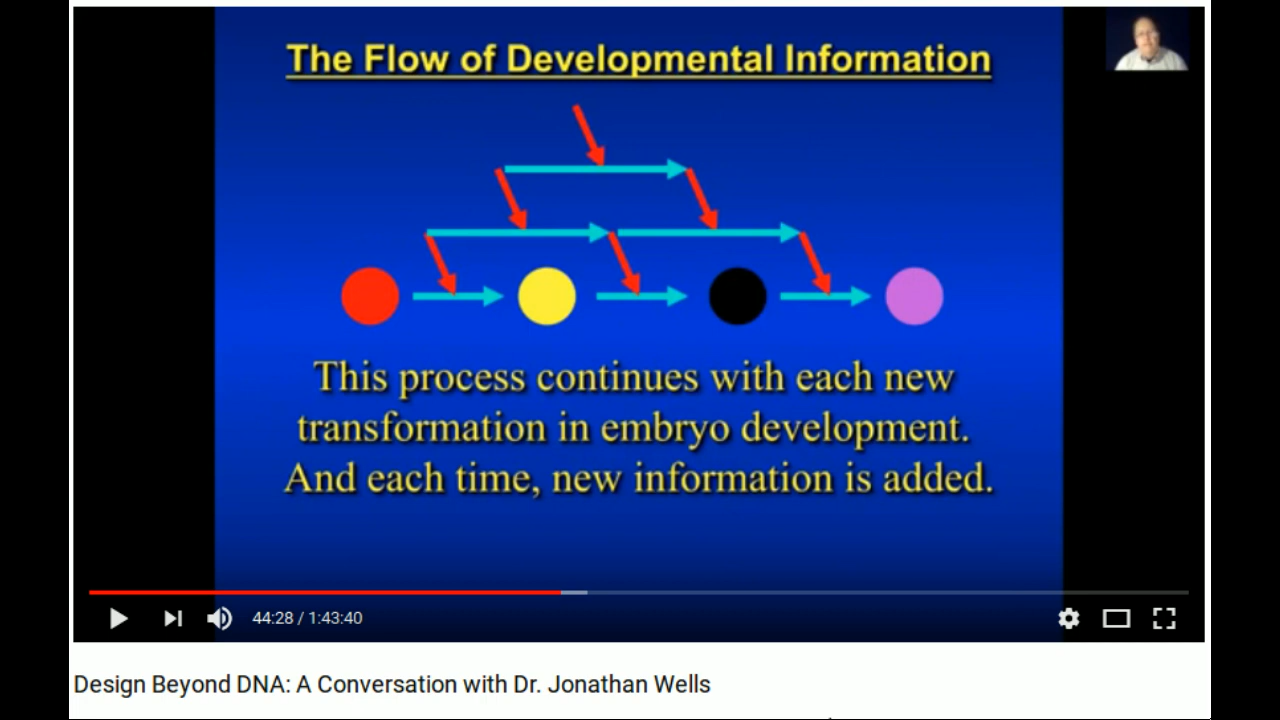 The Flow of Developmental Information
This process continues with each new
transformation in embryo development.
And each time, new information is added.
44:28 / 1:43:40
Design Beyond DNA: A Conversation with Dr. Jonathan Wells